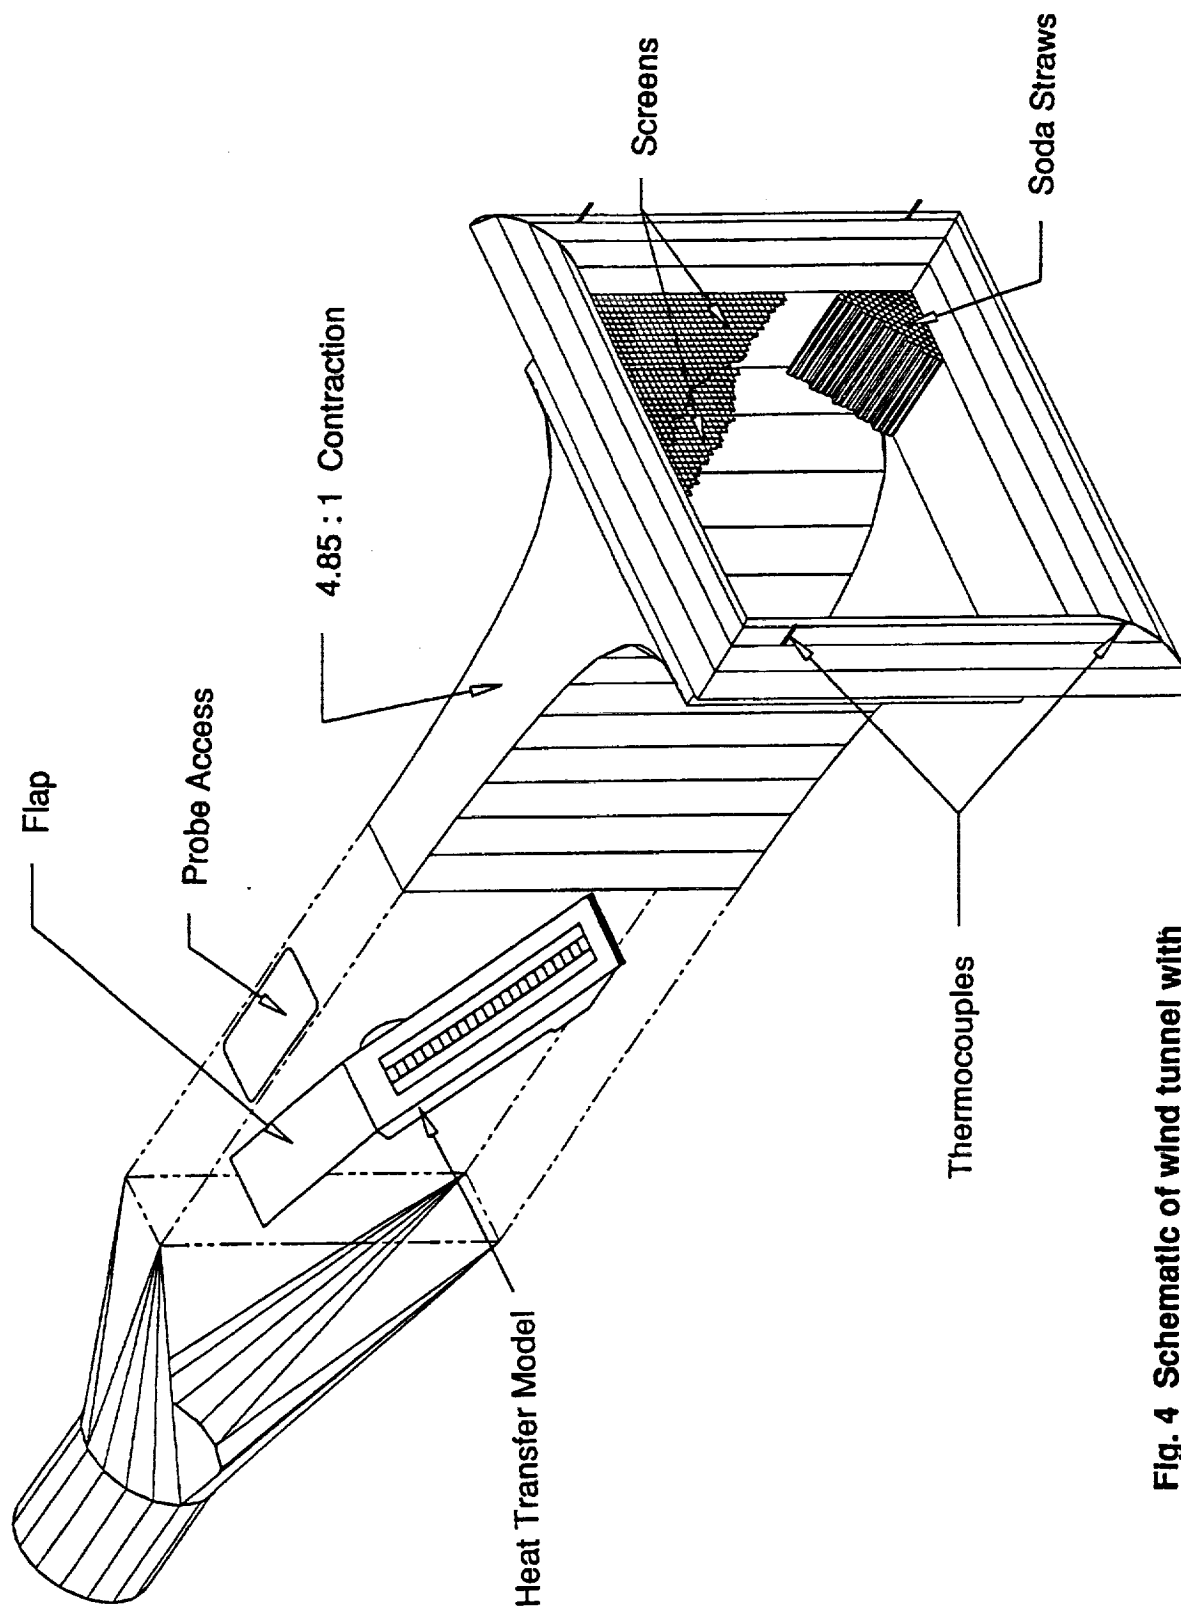 Flap
Probe Access
4.85 : 1 Contraction
Screens
Soda Straws
Heat Transfer Model
Thermocouples
Fig. 4 Schematic of wind tunnel with